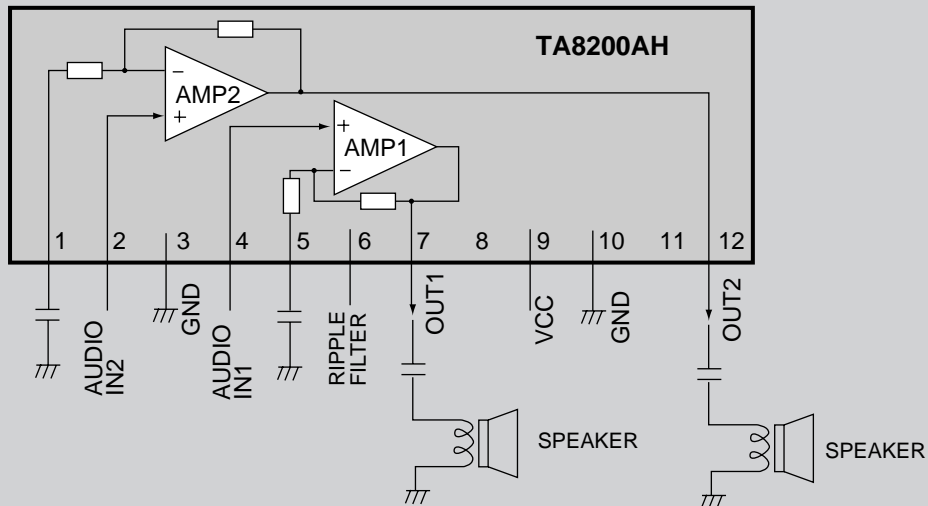 TA8200AH
AMP2
−
+
AMP1
+
−
1 2 3 4 5 6 7 8 9 10 11 12
AUDIO
IN2
GND
AUDIO
IN1
RIPPLE
FILTER
OUT1
VCC
GND
OUT2
SPEAKER
SPEAKER